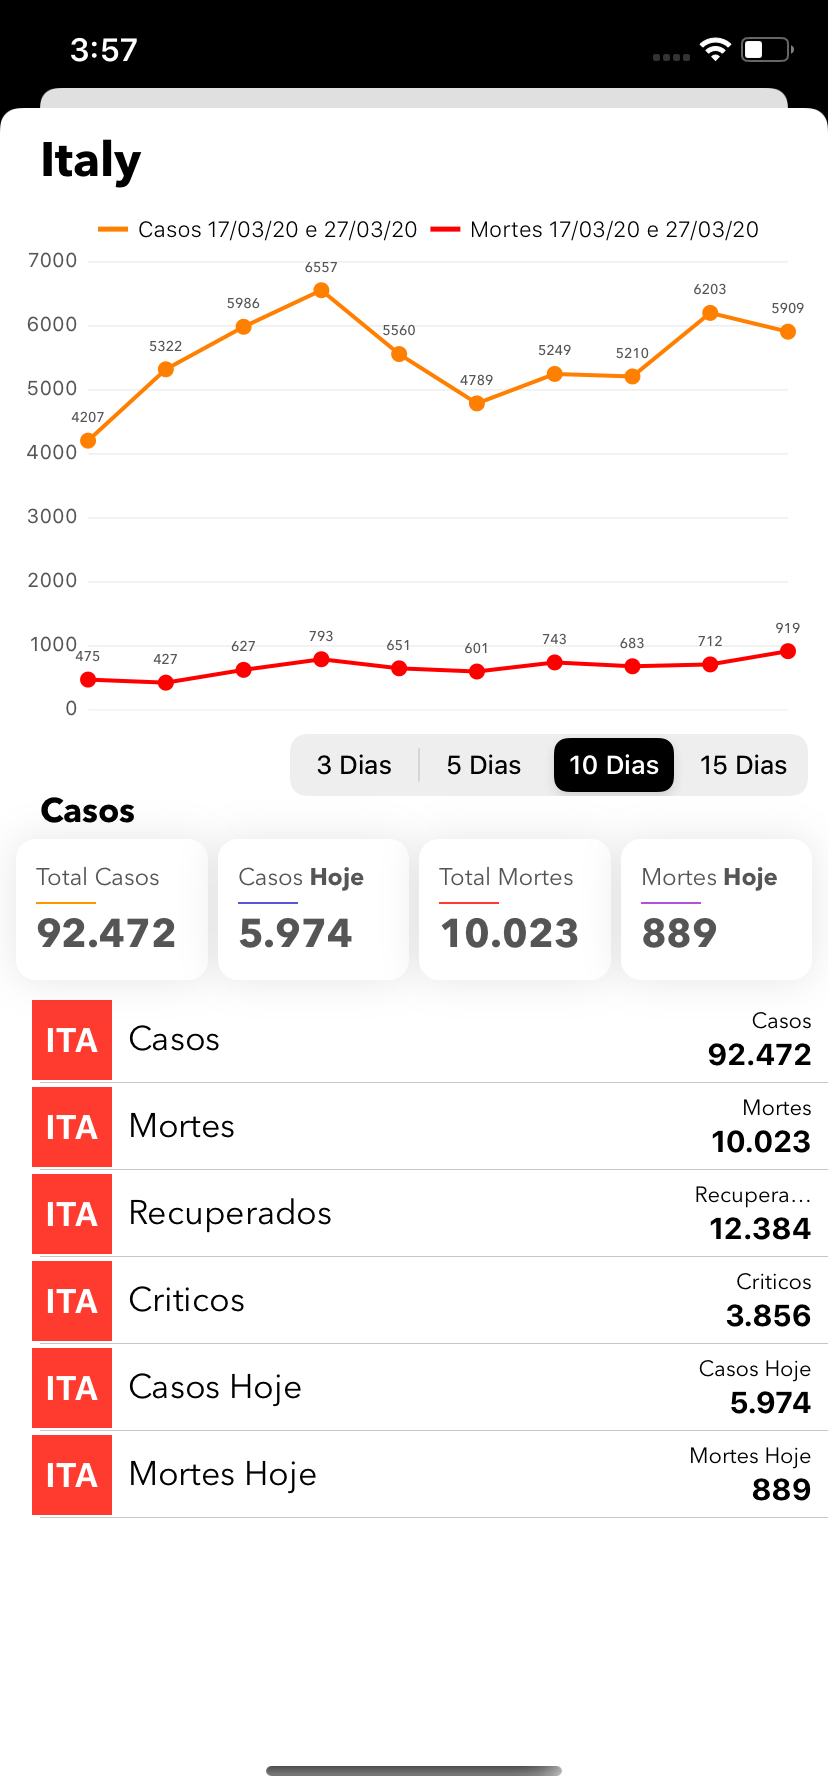 3:57
Italy
Casos 17/03/20 e 27/03/20 Mortes 17/03/20 e 27/03/20
7000
6000
5000
4000
3000
2000
1000
0
4207 5322 5986 6557 5560 4789 5249 5210 6203 5909
475 427 627 793 651 601 743 683 712 919
3 Dias 5 Dias 10 Dias 15 Dias
Casos
Total Casos
92.472
Casos Hoje
5.974
Total Mortes
10.023
Mortes Hoje
889
ITA Casos Casos
92.472
ITA Mortes Mortes
10.023
ITA Recuperados Recupera...
12.384
ITA Criticos Criticos
3.856
ITA Casos Hoje Casos Hoje
5.974
ITA Mortes Hoje Mortes Hoje
889